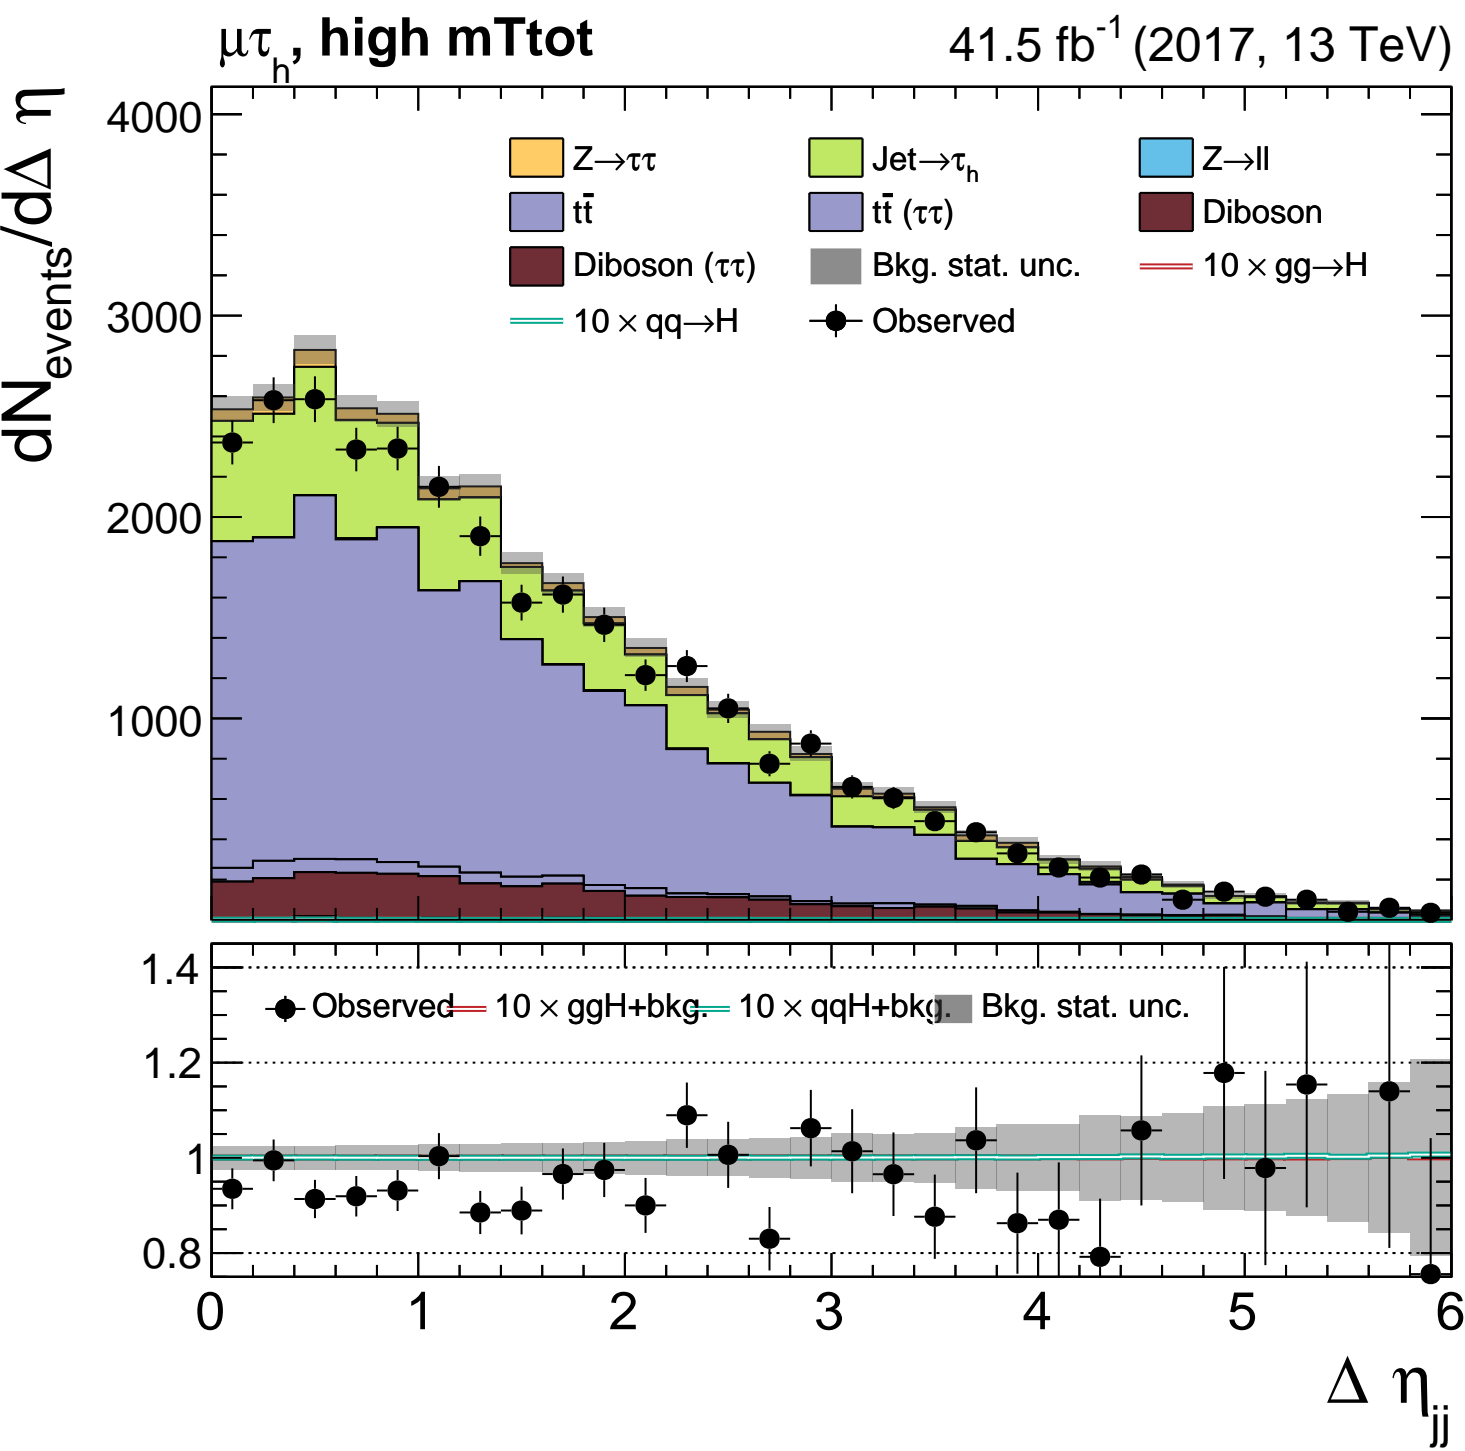 μτh, high mTtot 41.5 fb-1 (2017, 13 TeV)
dNevents/dΔ η
4000
3000
2000
1000
Z→ττ Jet→τh Z→ll
tt̄ tt̄ (ττ) Diboson
Diboson (ττ) Bkg. stat. unc. 10 × gg→H
10 × qq→H Observed
1.4
1.2
1
0.8
Observed 10 × ggH+bkg. 10 × qqH+bkg. Bkg. stat. unc.
0 1 2 3 4 5 6
Δ ηjj